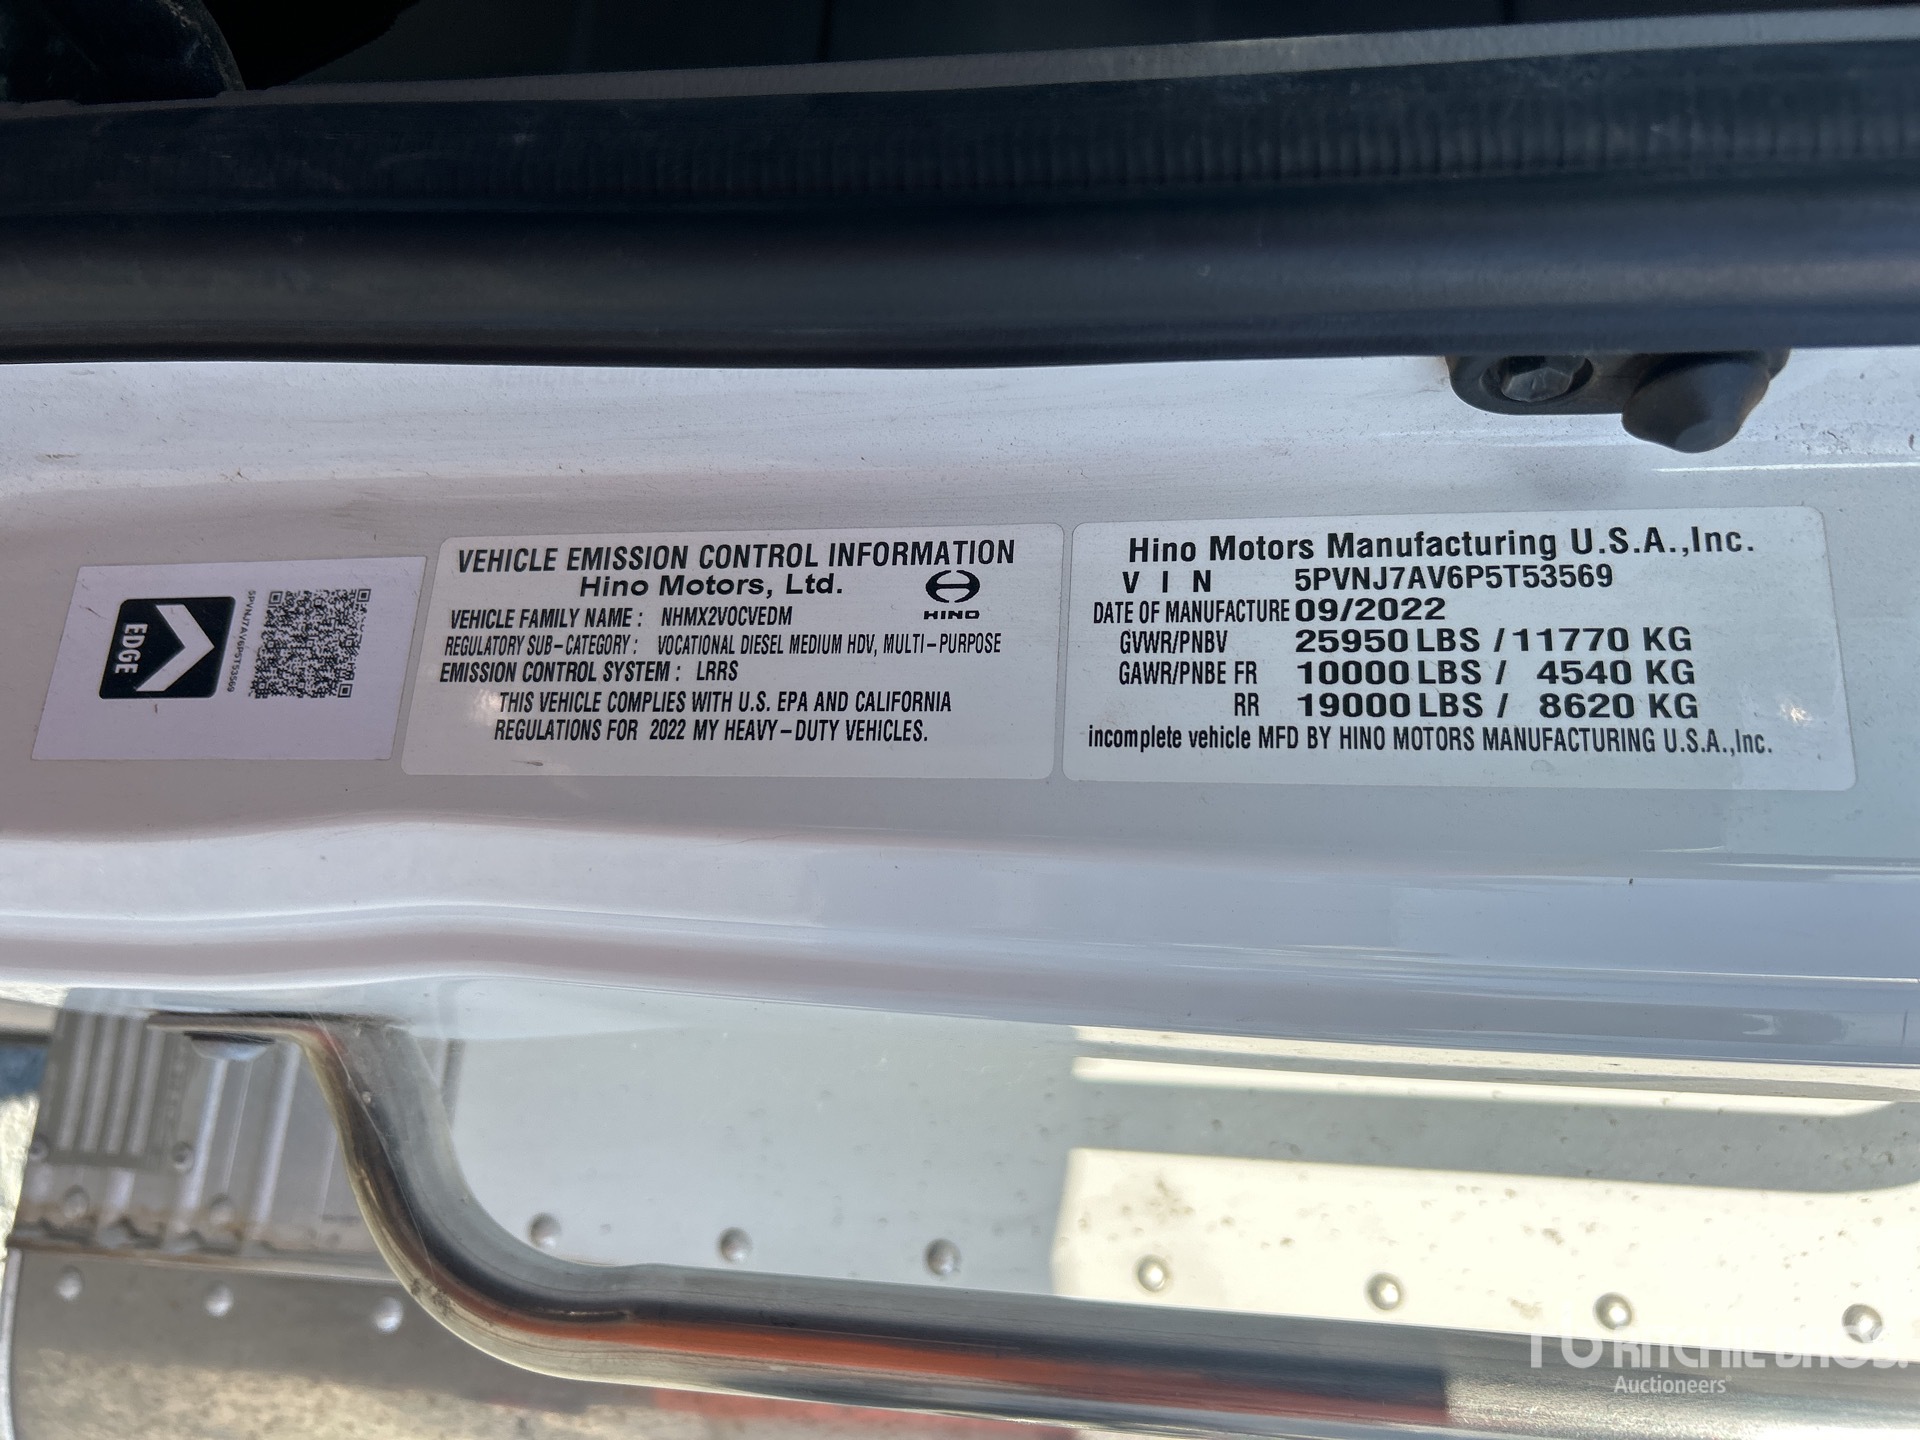 EDGE
5PVNJ7AV6P5T53569
VEHICLE EMISSION CONTROL INFORMATION
Hino Motors, Ltd.
HINO
VEHICLE FAMILY NAME : NHMX2VOCVEDM
REGULATORY SUB-CATEGORY : VOCATIONAL DIESEL MEDIUM HDV, MULTI-PURPOSE
EMISSION CONTROL SYSTEM : LRRS
THIS VEHICLE COMPLIES WITH U.S. EPA AND CALIFORNIA
REGULATIONS FOR 2022 MY HEAVY-DUTY VEHICLES.
Hino Motors Manufacturing U.S.A.,Inc.
V I N 5PVNJ7AV6P5T53569
DATE OF MANUFACTURE 09/2022
GVWR/PNBV 25950 LBS / 11770 KG
GAWR/PNBE FR 10000 LBS / 4540 KG
RR 19000 LBS / 8620 KG
incomplete vehicle MFD BY HINO MOTORS MANUFACTURING U.S.A.,Inc.
RITCHIE BROS.
Auctioneers